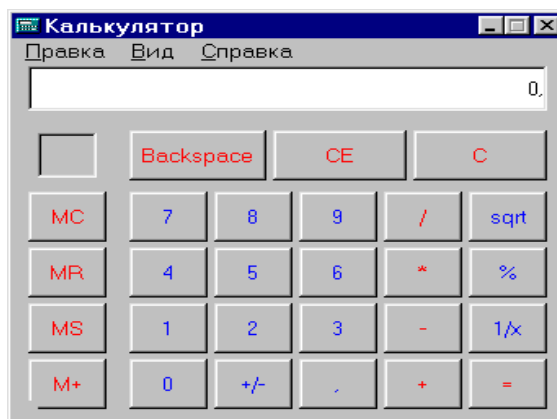 Калькулятор
Правка Вид Справка
0,
Backspace CE C
MC 7 8 9 / sqrt
MR 4 5 6 * %
MS 1 2 3 - 1/x
M+ 0 +/- , + =